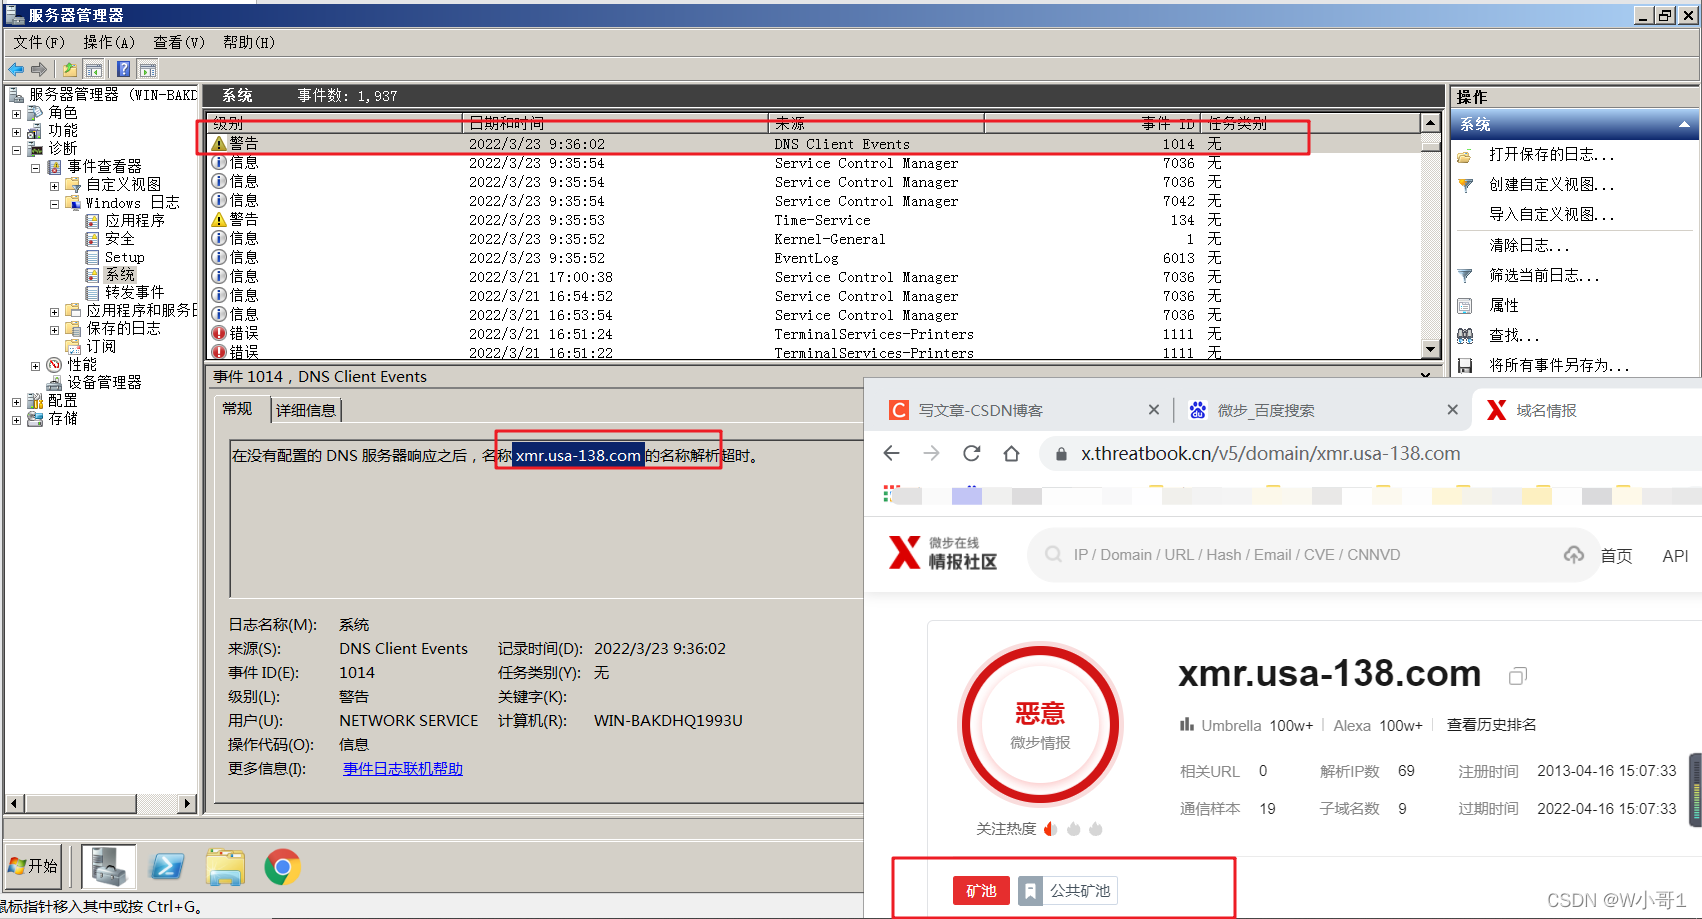 服务器管理器
文件(F) 操作(A) 查看(V) 帮助(H)
服务器管理器 (WIN-BAKD
角色
功能
诊断
事件查看器
自定义视图
Windows 日志
应用程序
安全
Setup
系统
转发事件
应用程序和服务日
保存的日志
订阅
性能
设备管理器
配置
存储
系统 事件数: 1,937
级别 日期和时间 来源 事件 ID 任务类别
警告 2022/3/23 9:36:02 DNS Client Events 1014 无
信息 2022/3/23 9:35:54 Service Control Manager 7036 无
信息 2022/3/23 9:35:54 Service Control Manager 7036 无
信息 2022/3/23 9:35:54 Service Control Manager 7042 无
警告 2022/3/23 9:35:53 Time-Service 134 无
信息 2022/3/23 9:35:52 Kernel-General 1 无
信息 2022/3/23 9:35:52 EventLog 6013 无
信息 2022/3/21 17:00:38 Service Control Manager 7036 无
信息 2022/3/21 16:54:52 Service Control Manager 7036 无
信息 2022/3/21 16:53:54 Service Control Manager 7036 无
错误 2022/3/21 16:51:24 TerminalServices-Printers 1111 无
错误 2022/3/21 16:51:22 TerminalServices-Printers 1111 无
事件 1014，DNS Client Events
常规 详细信息
在没有配置的 DNS 服务器响应之后，名称 xmr.usa-138.com 的名称解析超时。
日志名称(M): 系统
来源(S): DNS Client Events 记录时间(D): 2022/3/23 9:36:02
事件 ID(E): 1014 任务类别(Y): 无
级别(L): 警告 关键字(K):
用户(U): NETWORK SERVICE 计算机(R): WIN-BAKDHQ1993U
操作代码(O): 信息
更多信息(I): 事件日志联机帮助
操作
系统
打开保存的日志...
创建自定义视图...
导入自定义视图...
清除日志...
筛选当前日志...
属性
查找...
将所有事件另存为...
写文章-CSDN博客 微步_百度搜索 域名情报
x.threatbook.cn/v5/domain/xmr.usa-138.com
微步在线
情报社区
IP / Domain / URL / Hash / Email / CVE / CNNVD
首页 API
恶意
微步情报
关注热度
xmr.usa-138.com
Umbrella 100w+ Alexa 100w+ 查看历史排名
相关URL 0 解析IP数 69 注册时间 2013-04-16 15:07:33
通信样本 19 子域名数 9 过期时间 2022-04-16 15:07:33
矿池 公共矿池
开始
鼠标指针移入其中或按 Ctrl+G。
CSDN @W小哥1